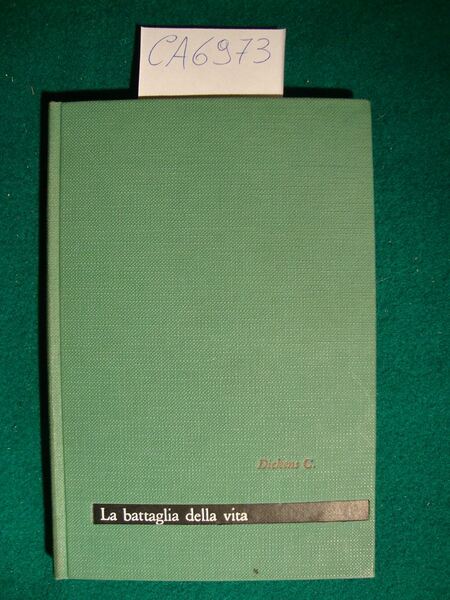 CA6973
Dickens C.
La battaglia della vita